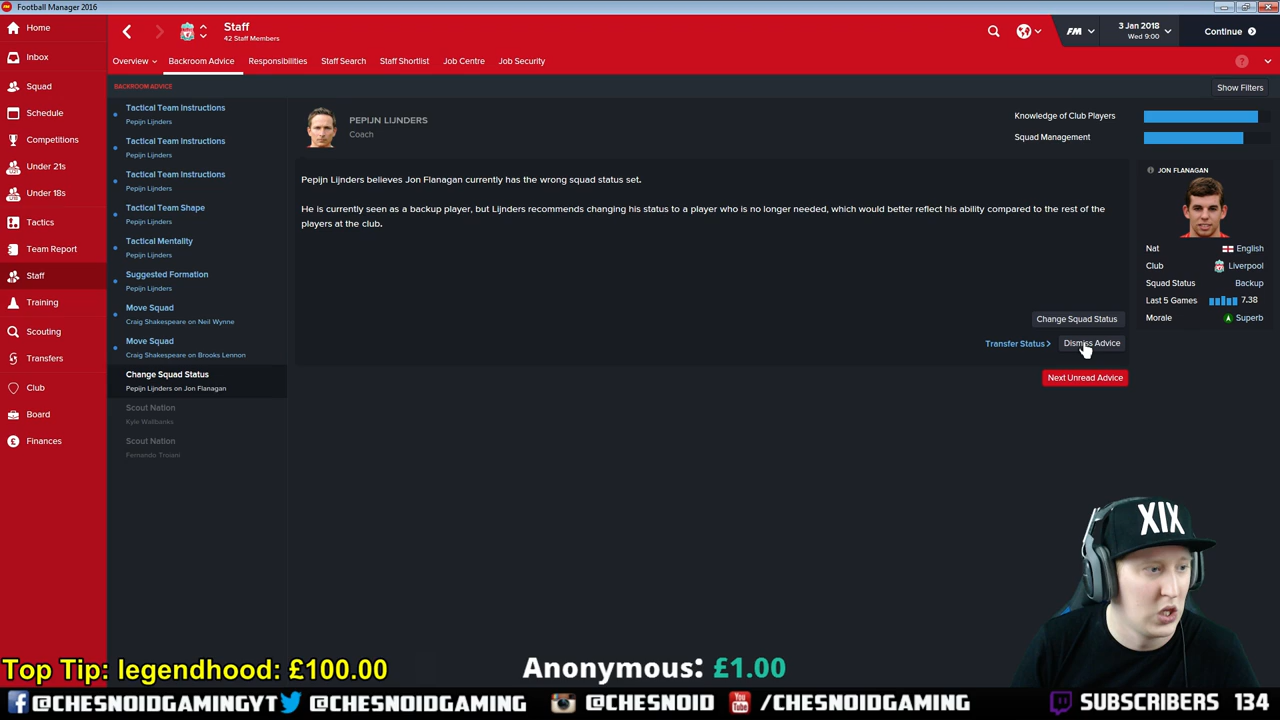 Football Manager 2016
Home
Inbox
Squad
Schedule
Competitions
Under 21s
Under 18s
Tactics
Team Report
Staff
Training
Scouting
Transfers
Club
Board
Finances
Staff
42 Staff Members
FM
3 Jan 2018
Wed 9:00
Continue
Overview
Backroom Advice
Responsibilities
Staff Search
Staff Shortlist
Job Centre
Job Security
?
BACKROOM ADVICE
Show Filters
Tactical Team Instructions
Pepijn Lijnders
Tactical Team Instructions
Pepijn Lijnders
Tactical Team Instructions
Pepijn Lijnders
Tactical Team Shape
Pepijn Lijnders
Tactical Mentality
Pepijn Lijnders
Suggested Formation
Pepijn Lijnders
Move Squad
Craig Shakespeare on Neil Wynne
Move Squad
Craig Shakespeare on Brooks Lennon
Change Squad Status
Pepijn Lijnders on Jon Flanagan
Scout Nation
Kyle Wallbanks
Scout Nation
Fernando Troiani
PEPIJN LIJNDERS
Coach
Knowledge of Club Players
Squad Management
Pepijn Lijnders believes Jon Flanagan currently has the wrong squad status set.
He is currently seen as a backup player, but Lijnders recommends changing his status to a player who is no longer needed, which would better reflect his ability compared to the rest of the
players at the club.
Change Squad Status
Transfer Status >
Dismiss Advice
Next Unread Advice
JON FLANAGAN
Nat English
Club Liverpool
Squad Status Backup
Last 5 Games 7.38
Morale Superb
XIX
Top Tip: legendhood: £100.00
Anonymous: £1.00
@CHESNOIDGAMINGYT
@CHESNOIDGAMING
@CHESNOID
You Tube
/CHESNOIDGAMING
SUBSCRIBERS 134